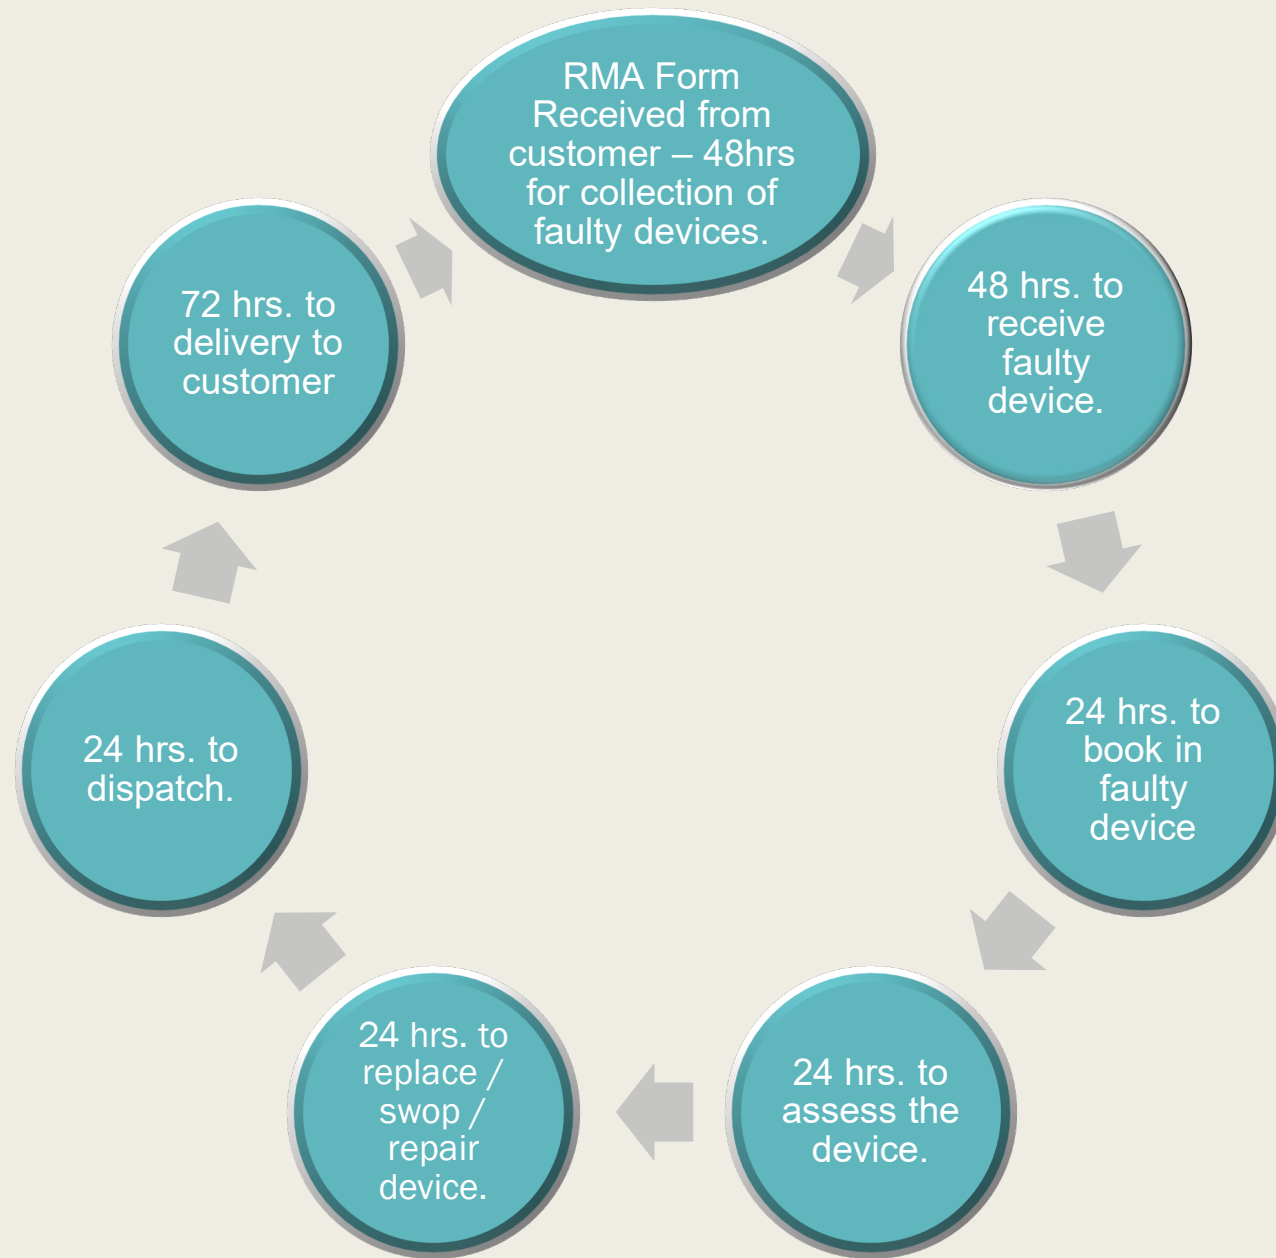 RMA Form
Received from
customer – 48hrs
for collection of
faulty devices.
48 hrs. to
receive
faulty
device.
24 hrs. to
book in
faulty
device
24 hrs. to
assess the
device.
24 hrs. to
replace /
swop /
repair
device.
24 hrs. to
dispatch.
72 hrs. to
delivery to
customer